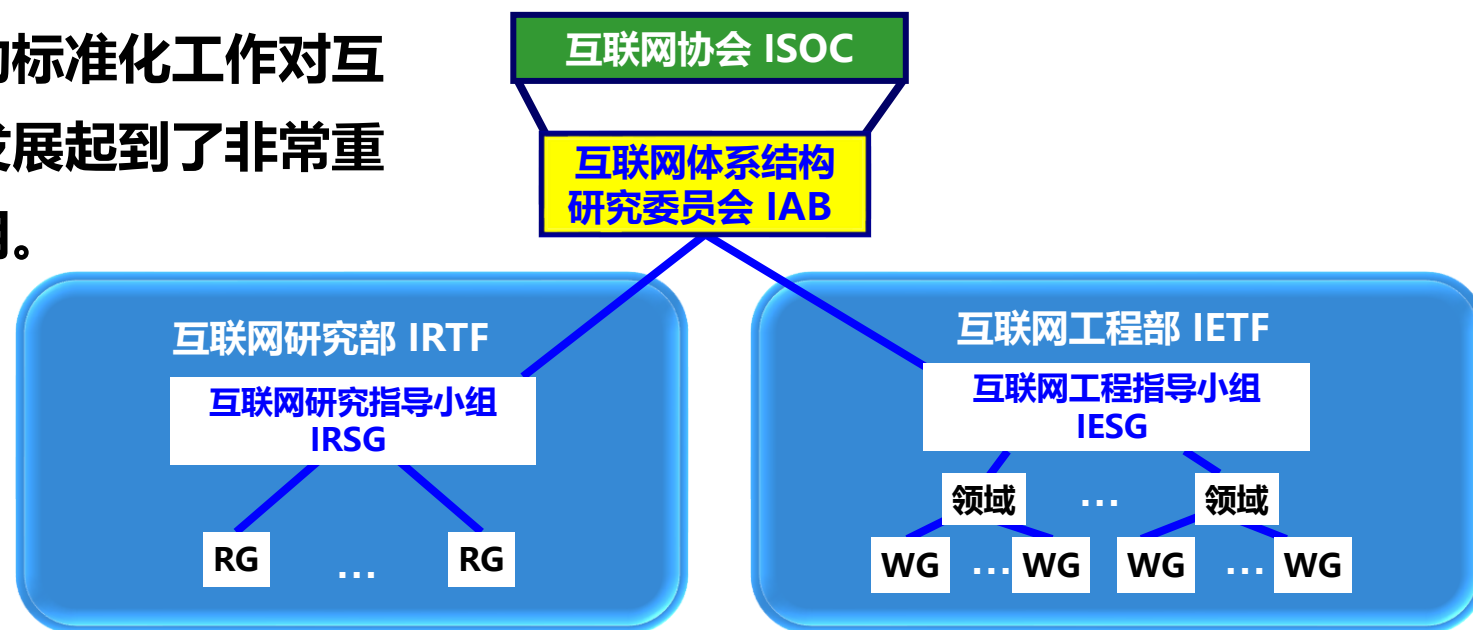 标准化工作对互
互联网协会 ISOC
发展起到了非常重
互联网体系结构
研究委员会 IAB
。
互联网研究部 IRTF
互联网工程部 IETF
互联网研究指导小组
IRSG
互联网工程指导小组
IESG
领域 … 领域
RG … RG
WG … WG WG … WG